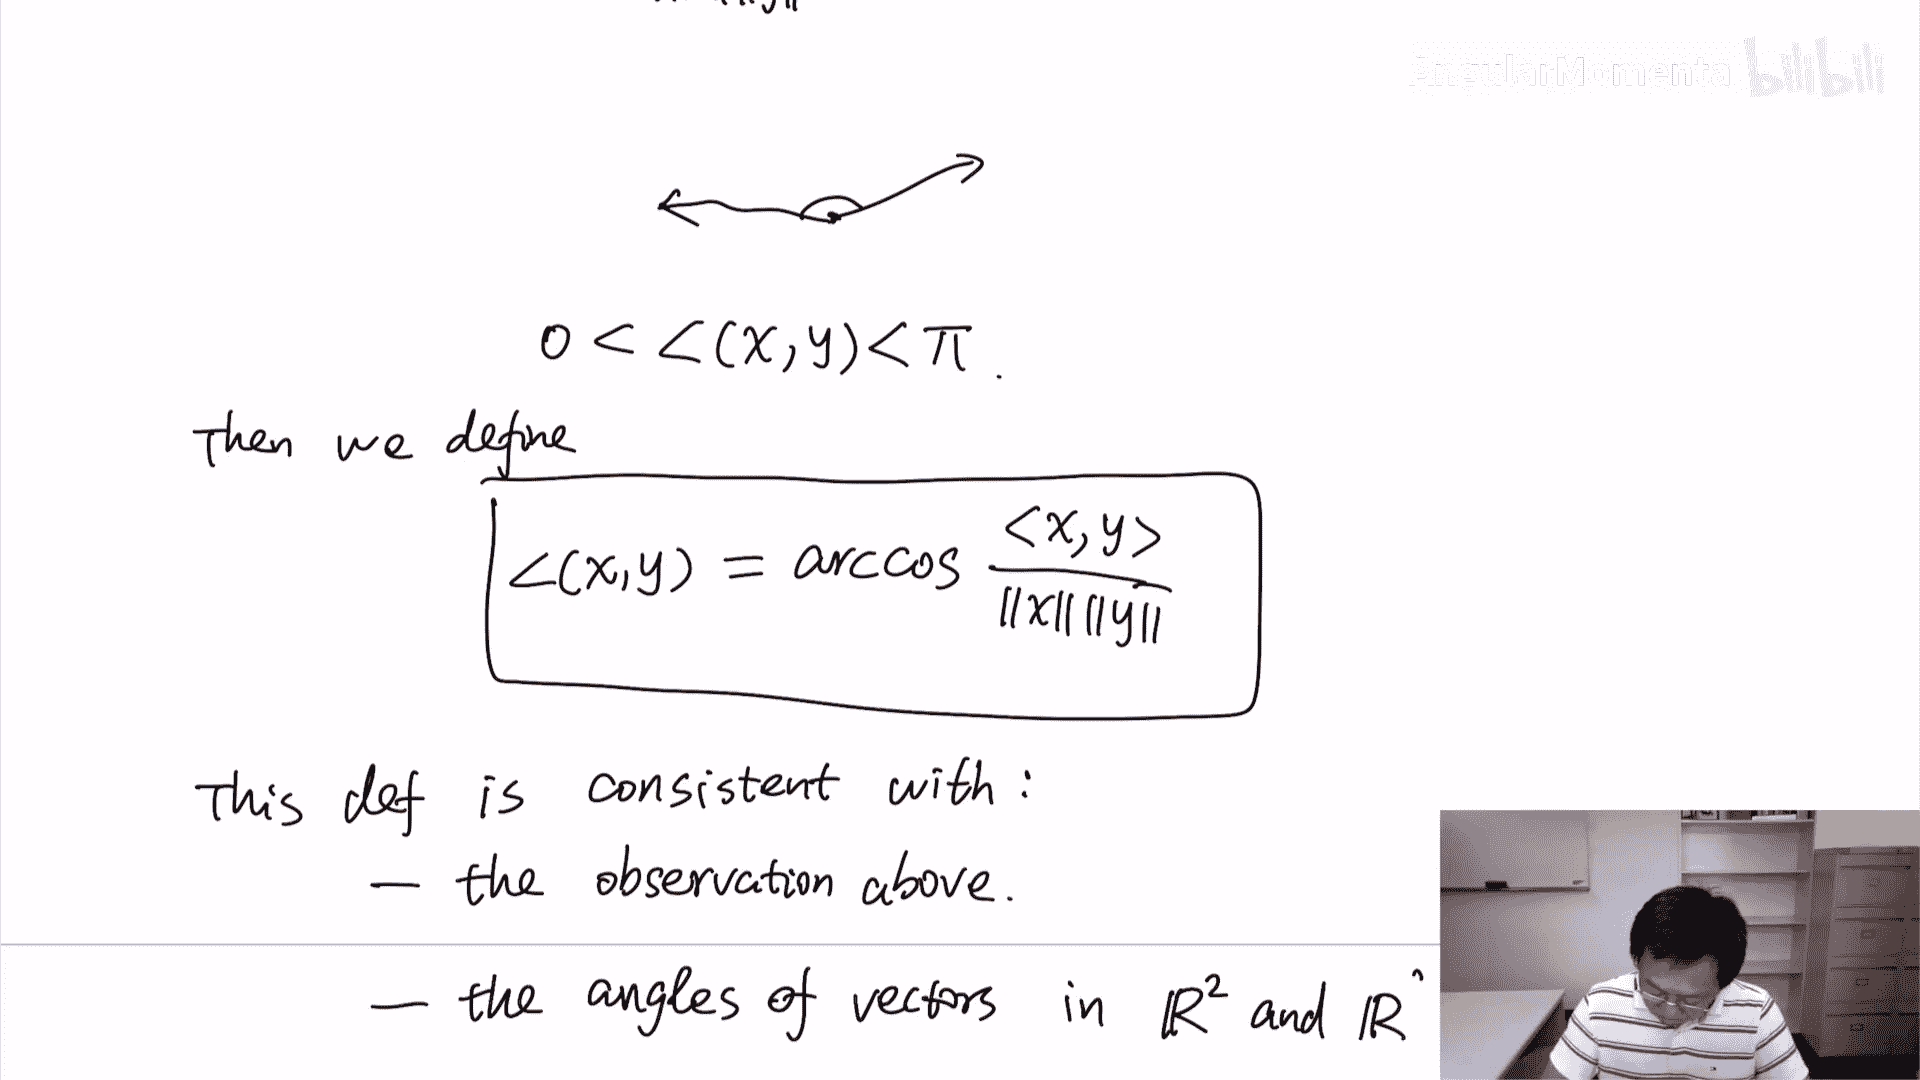 AngularMomenta bilibili
0 < ∠(x,y) < π.
Then we define
∠(x,y) = arccos <x,y> / ||x|| ||y||
This def is consistent with:
— the observation above.
— the angles of vectors in ℝ² and ℝ